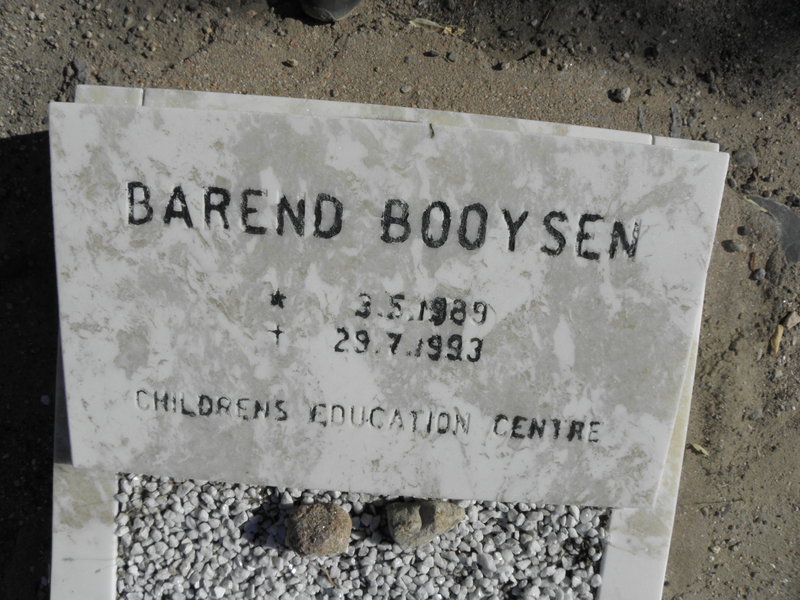 BAREND BOOYSEN
* 3.5.1989
† 29.7.1993
CHILDRENS EDUCATION CENTRE